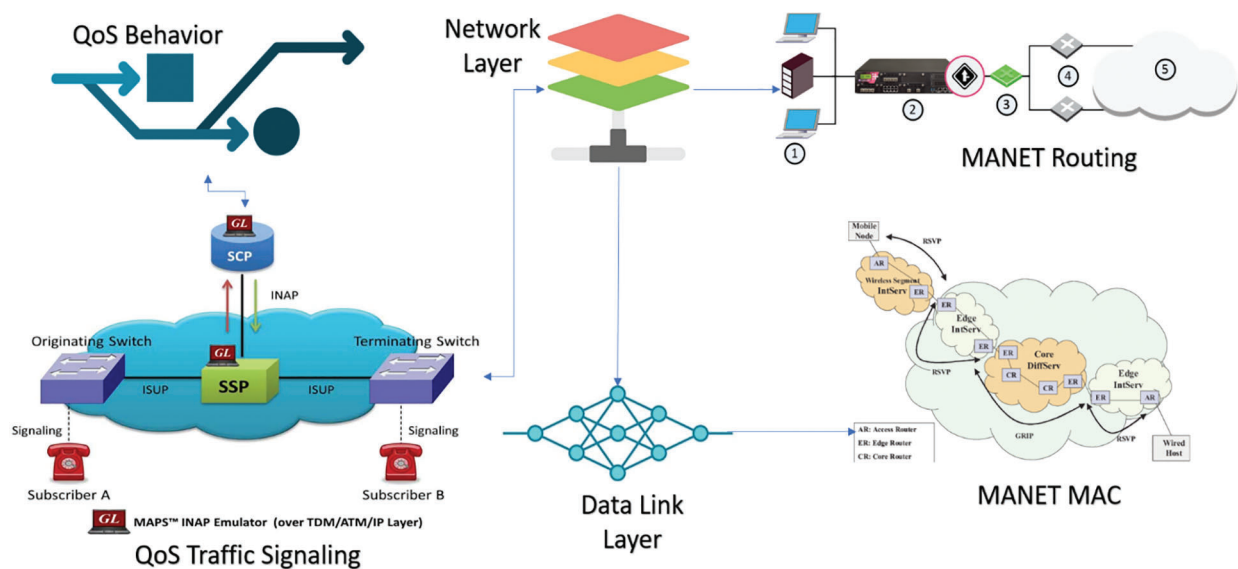 QoS Behavior
Network
Layer
1
2
3
4
5
MANET Routing
GL
SCP
INAP
Originating Switch
Terminating Switch
GL
SSP
ISUP
ISUP
Signaling
Signaling
Subscriber A
Subscriber B
GL MAPS™ INAP Emulator (over TDM/ATM/IP Layer)
QoS Traffic Signaling
Data Link
Layer
Mobile
Node
RSVP
AR
Wireless Segment
IntServ
ER
ER
Edge
IntServ
ER
RSVP
ER
Core
DiffServ
CR
CR
ER
Edge
IntServ
ER
AR
GRIP
RSVP
Wired
Host
AR: Access Router
ER: Edge Router
CR: Core Router
MANET MAC